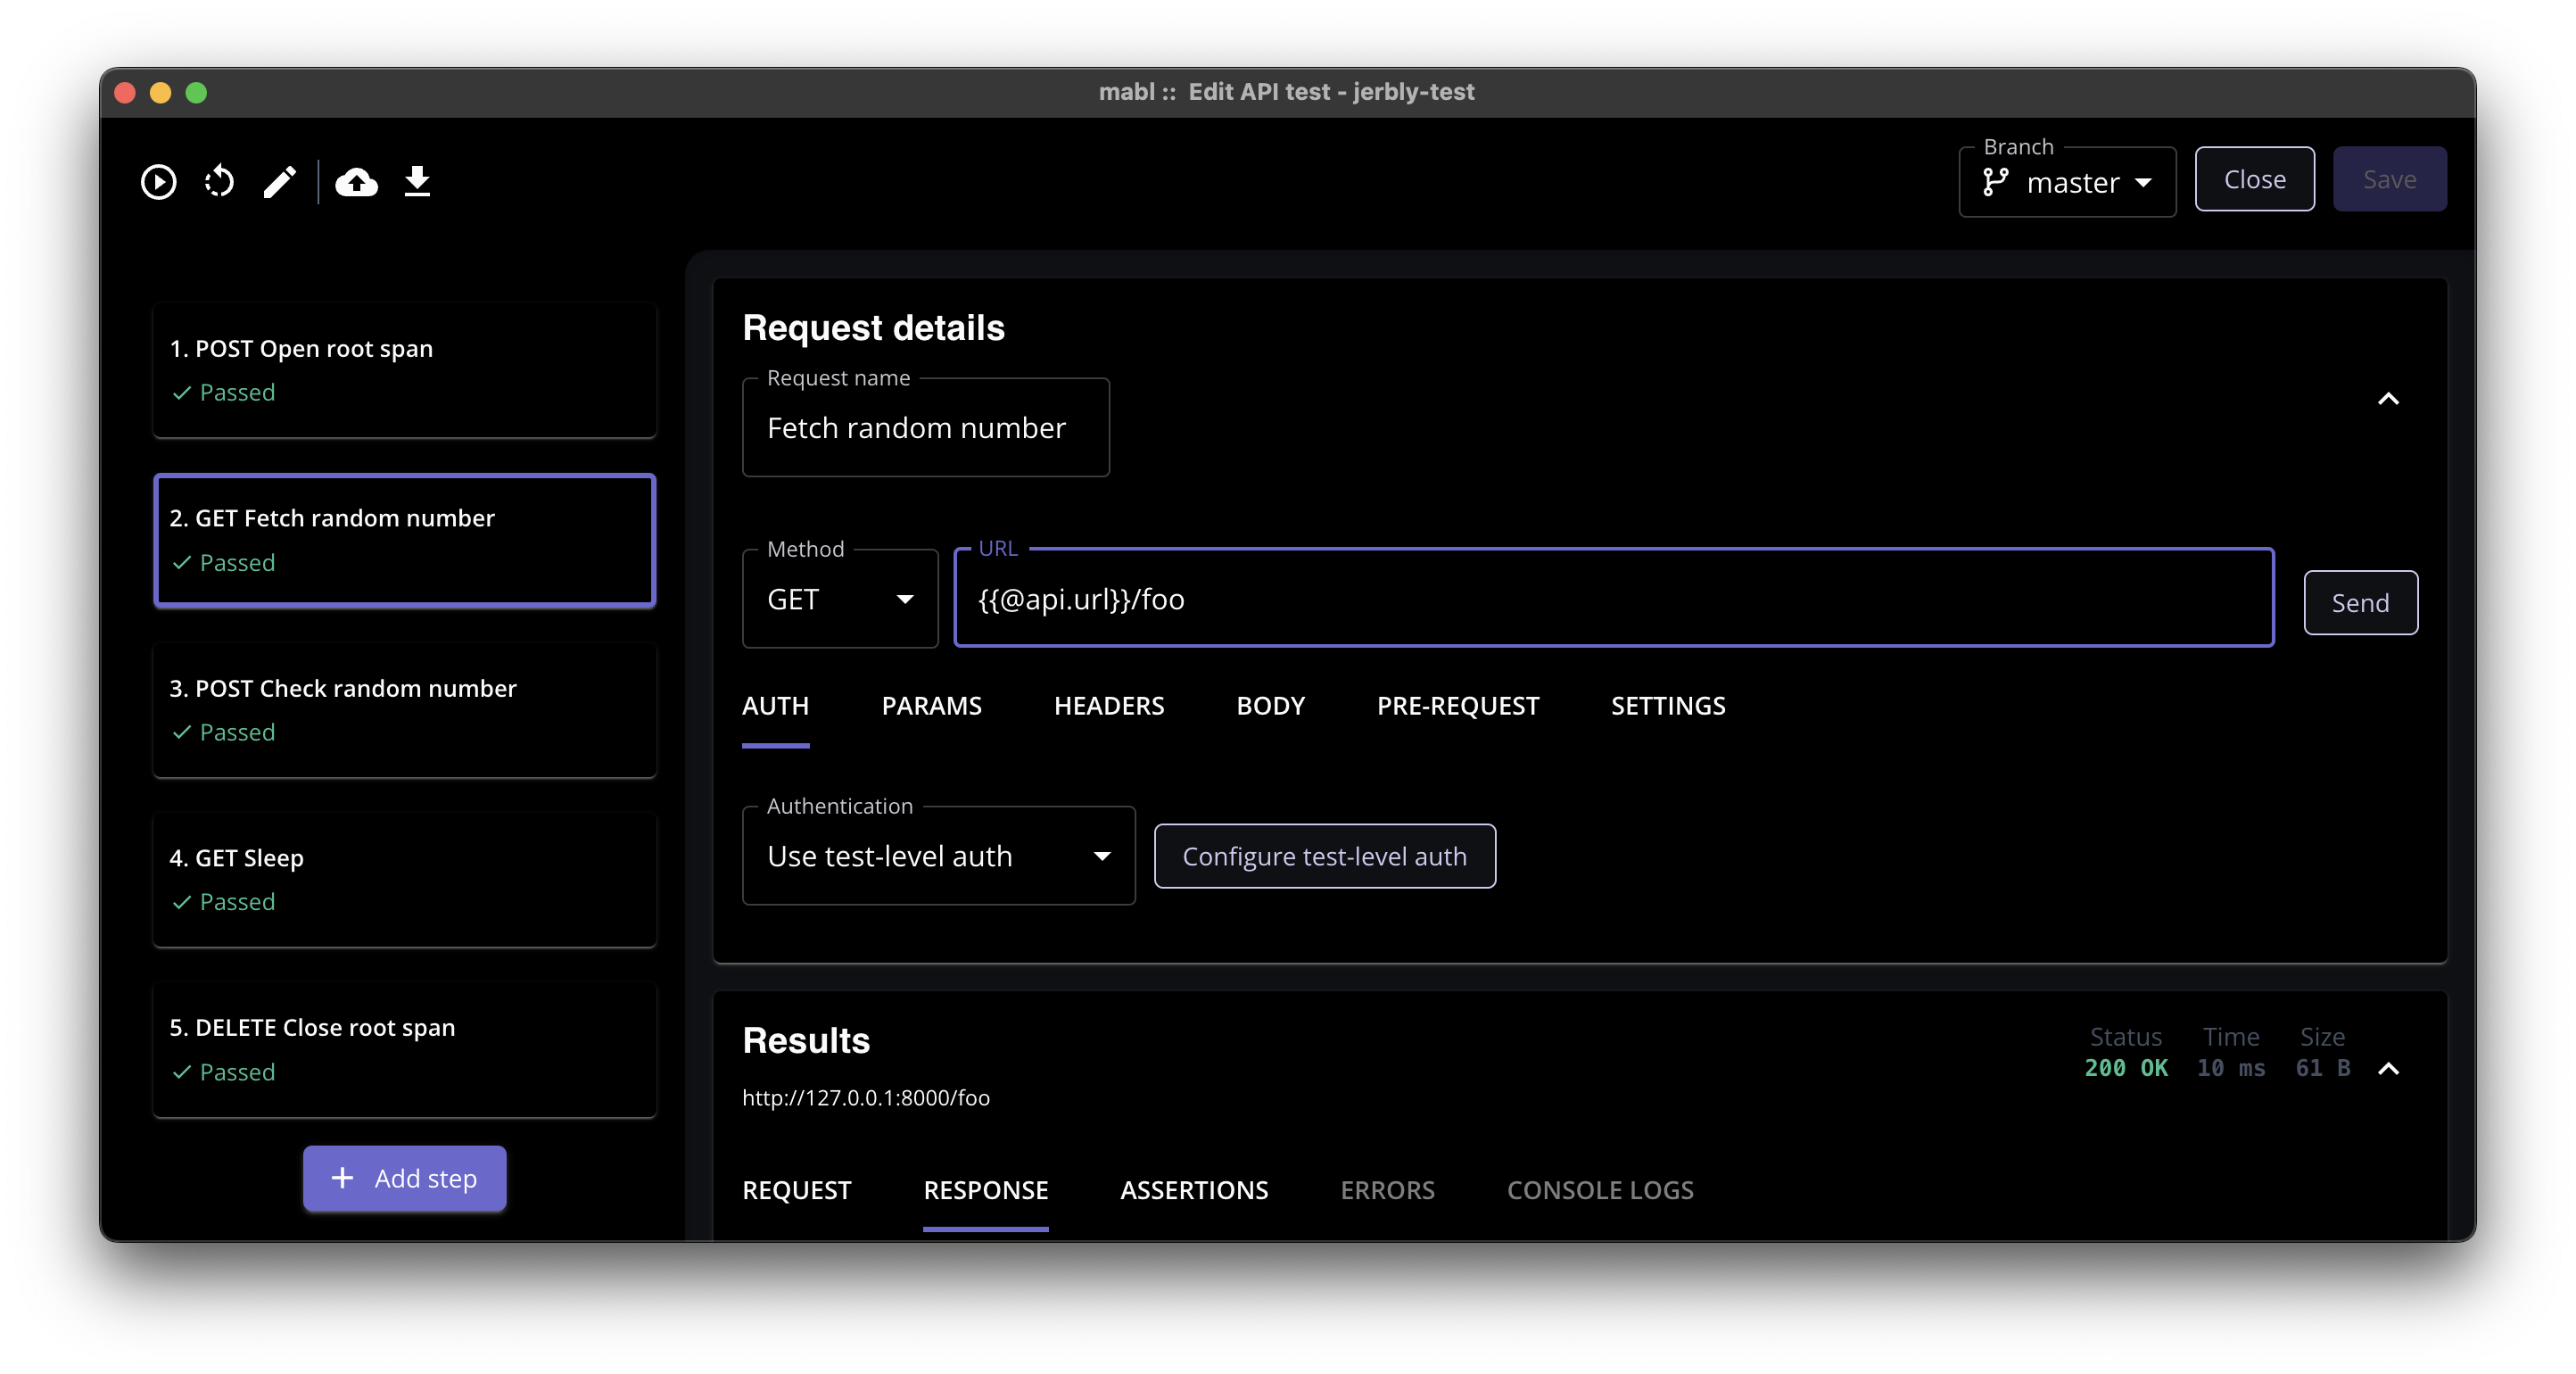 mabl :: Edit API test - jerbly-test
Branch
master
Close
Save
1. POST Open root span
Passed
2. GET Fetch random number
Passed
3. POST Check random number
Passed
4. GET Sleep
Passed
5. DELETE Close root span
Passed
Add step
Request details
Request name
Fetch random number
Method
GET
URL
{{@api.url}}/foo
Send
AUTH PARAMS HEADERS BODY PRE-REQUEST SETTINGS
Authentication
Use test-level auth
Configure test-level auth
Results
Status Time Size
200 OK 10 ms 61 B
http://127.0.0.1:8000/foo
REQUEST RESPONSE ASSERTIONS ERRORS CONSOLE LOGS